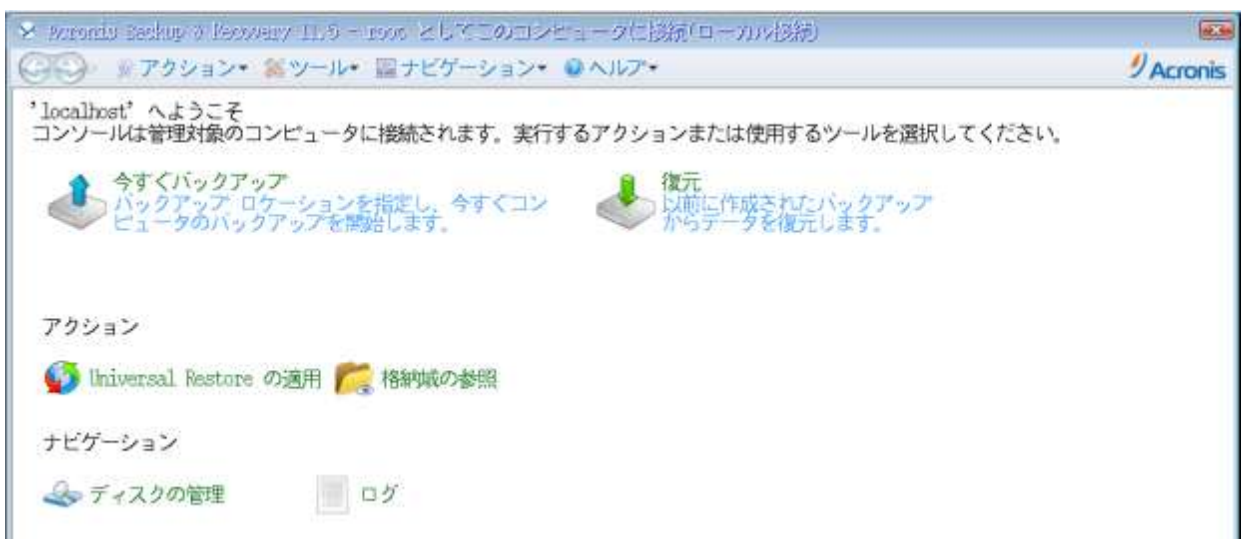 Acronis Backup & Recovery 11.5 - root としてこのコンピュータに接続(ローカル接続)
アクション ツール ナビゲーション ヘルプ
Acronis
'localhost' へようこそ
コンソールは管理対象のコンピュータに接続されます。実行するアクションまたは使用するツールを選択してください。
今すぐバックアップ
バックアップ ロケーションを指定し、今すぐコン
ピュータのバックアップを開始します。
復元
以前に作成されたバックアップ
からデータを復元します。
アクション
Universal Restore の適用 格納域の参照
ナビゲーション
ディスクの管理 ログ